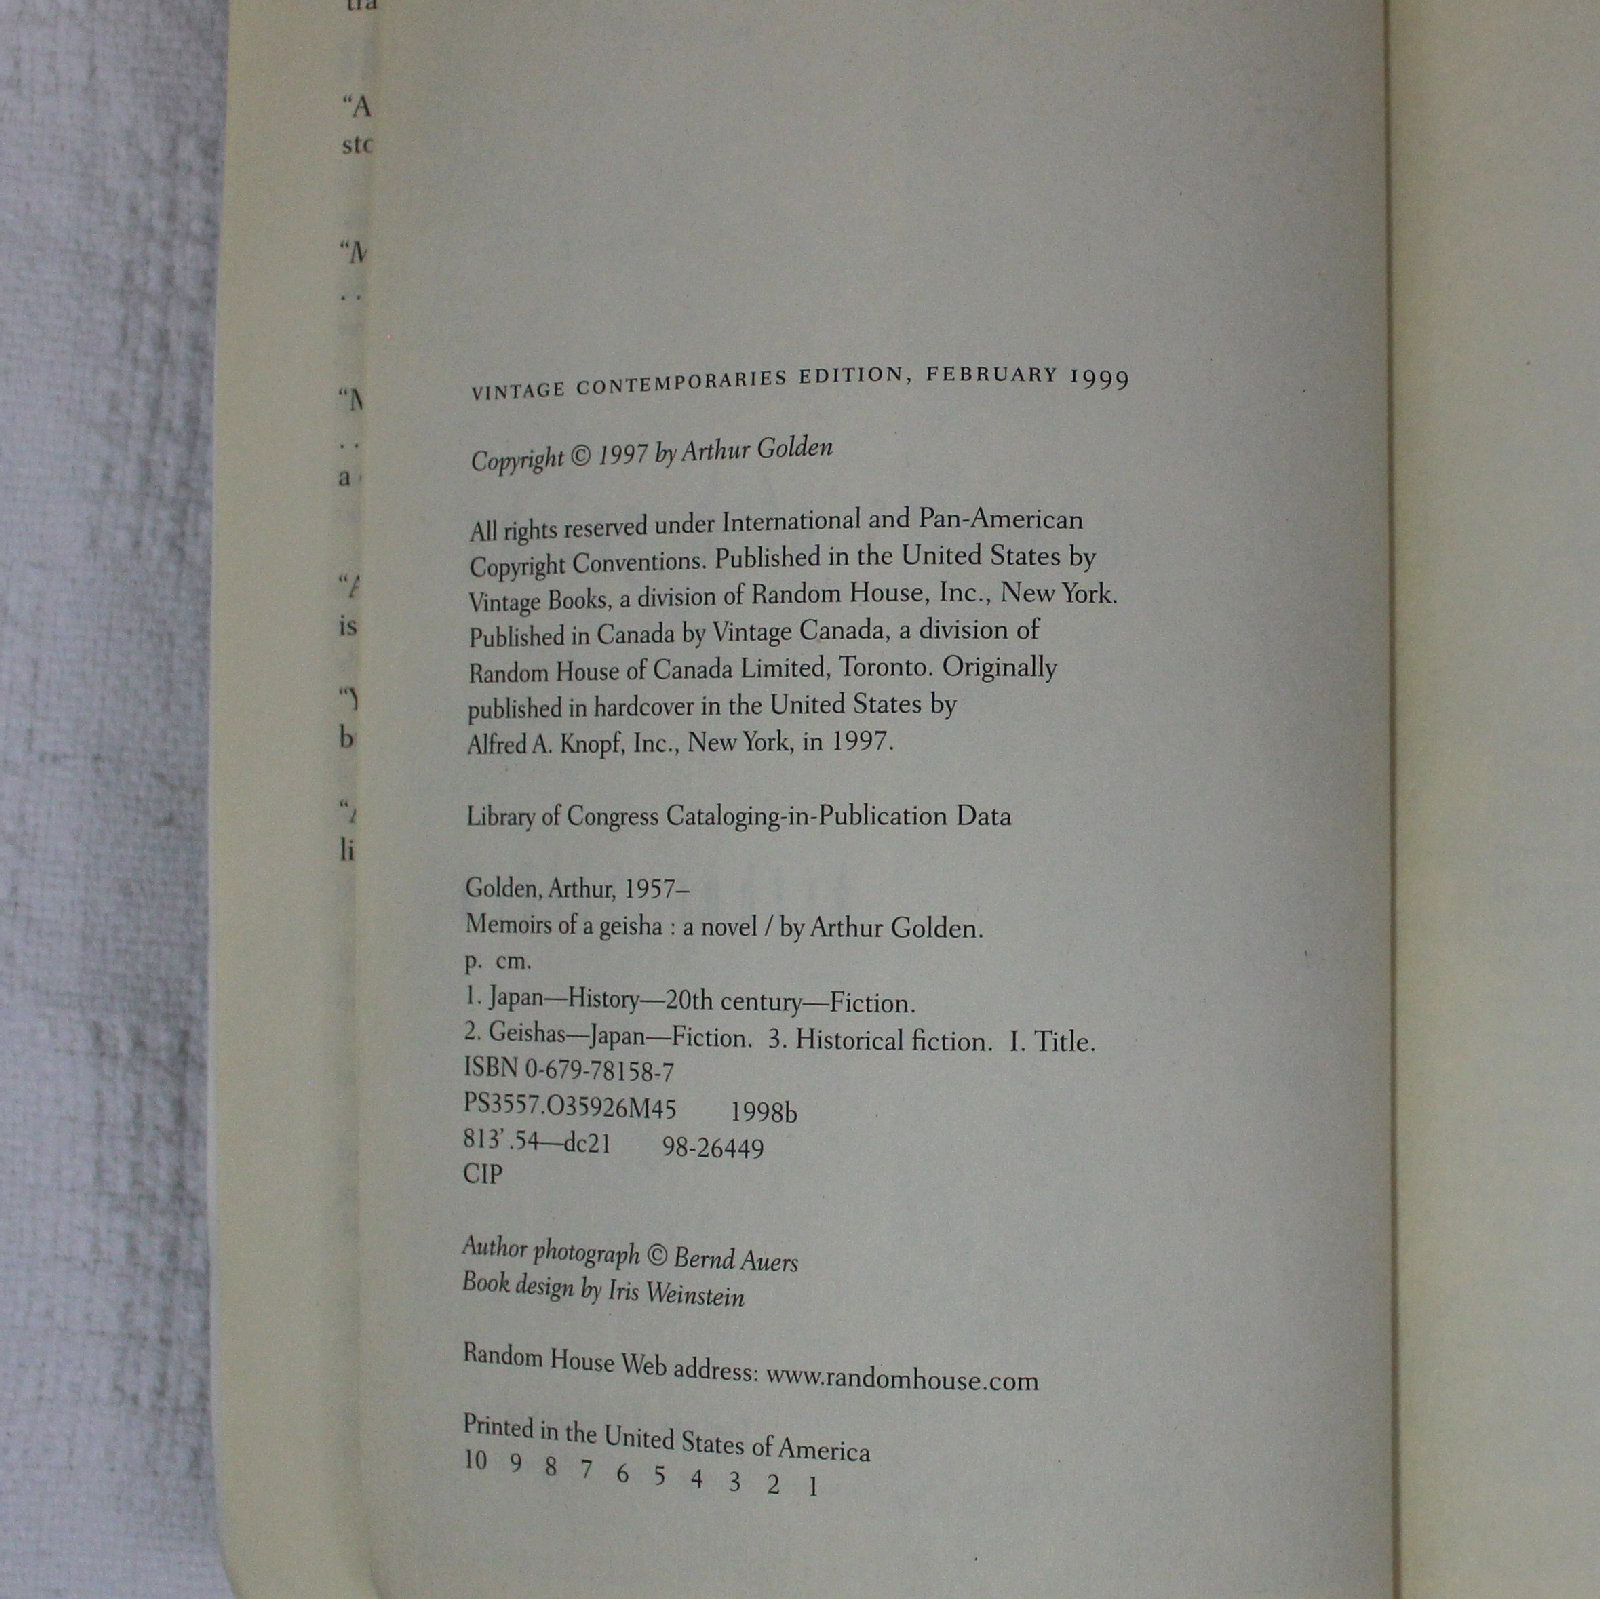 VINTAGE CONTEMPORARIES EDITION, FEBRUARY 1999
Copyright © 1997 by Arthur Golden
All rights reserved under International and Pan-American
Copyright Conventions. Published in the United States by
Vintage Books, a division of Random House, Inc., New York.
Published in Canada by Vintage Canada, a division of
Random House of Canada Limited, Toronto. Originally
published in hardcover in the United States by
Alfred A. Knopf, Inc., New York, in 1997.
Library of Congress Cataloging-in-Publication Data
Golden, Arthur, 1957–
Memoirs of a geisha : a novel / by Arthur Golden.
p. cm.
1. Japan—History—20th century—Fiction.
2. Geishas—Japan—Fiction. 3. Historical fiction. I. Title.
ISBN 0-679-78158-7
PS3557.O35926M45 1998b
813’.54—dc21 98-26449
CIP
Author photograph © Bernd Auers
Book design by Iris Weinstein
Random House Web address: www.randomhouse.com
Printed in the United States of America
10 9 8 7 6 5 4 3 2 1